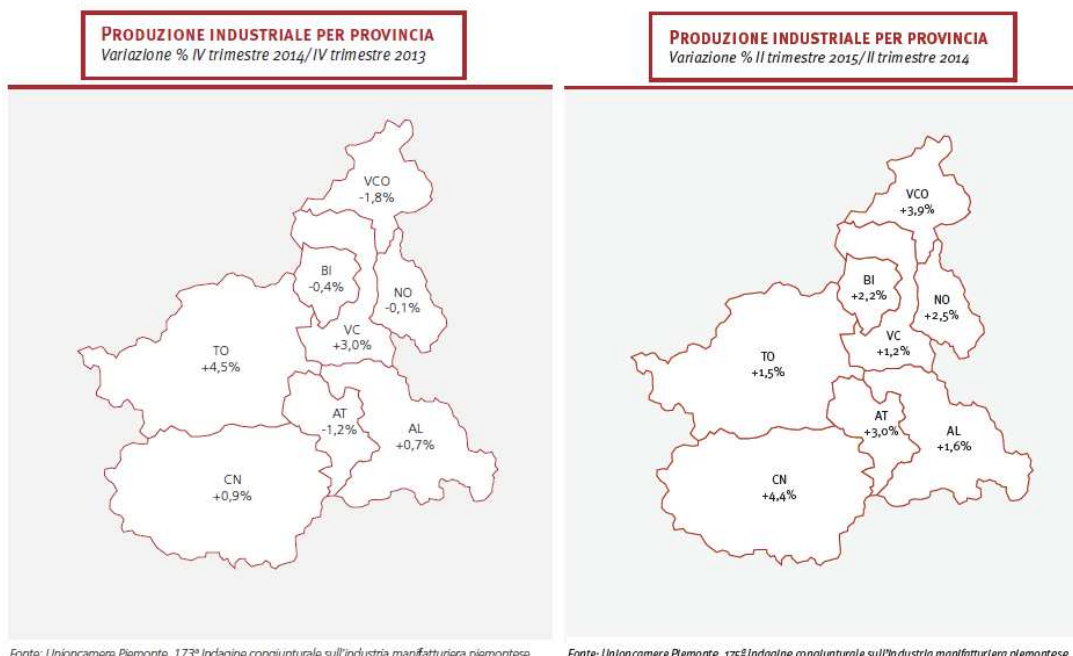 PRODUZIONE INDUSTRIALE PER PROVINCIA
Variazione % IV trimestre 2014/IV trimestre 2013
VCO
-1,8%
BI
-0,4%
NO
-0,1%
VC
+3,0%
TO
+4,5%
AT
-1,2%
AL
+0,7%
CN
+0,9%
Fonte: Unioncamere Piemonte, 173ª Indagine congiunturale sull'industria manifatturiera piemontese
PRODUZIONE INDUSTRIALE PER PROVINCIA
Variazione % II trimestre 2015/II trimestre 2014
VCO
+3,9%
BI
+2,2%
NO
+2,5%
VC
+1,2%
TO
+1,5%
AT
+3,0%
AL
+1,6%
CN
+4,4%
Fonte: Unioncamere Piemonte, 175ª Indagine congiunturale sull'industria manifatturiera piemontese